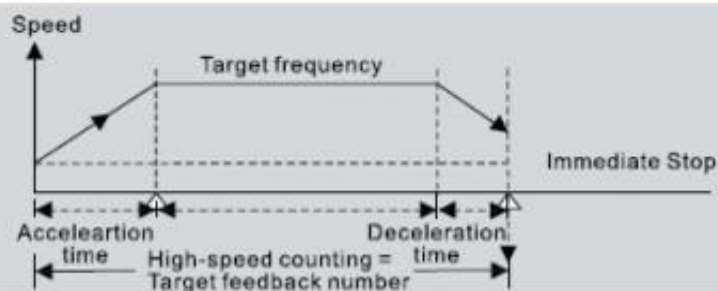 Speed
Target frequency
Immediate Stop
Acceleartion
time
Deceleration
time
High-speed counting =
Target feedback number